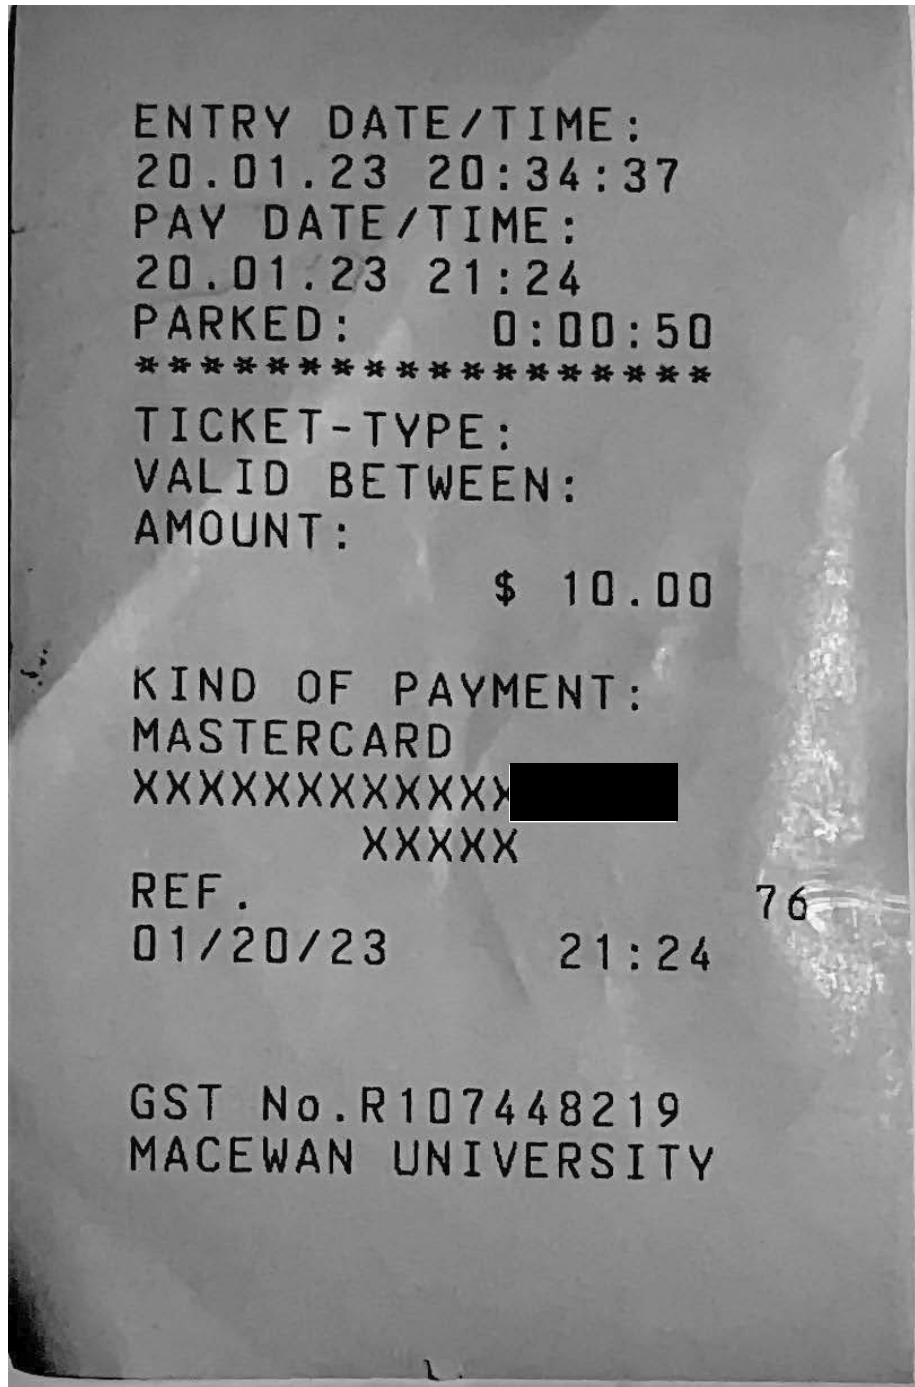 ENTRY DATE/TIME:
20.01.23 20:34:37
PAY DATE/TIME:
20.01.23 21:24
PARKED: 0:00:50
******************
TICKET-TYPE:
VALID BETWEEN:
AMOUNT:
$ 10.00
KIND OF PAYMENT:
MASTERCARD
XXXXXXXXXXXX
XXXXX
REF. 76
01/20/23 21:24
GST No.R107448219
MACEWAN UNIVERSITY